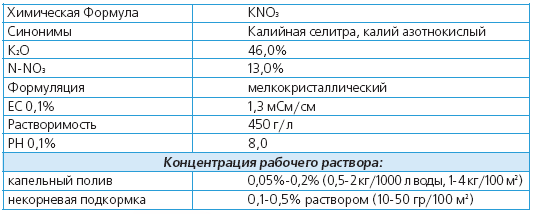 Химическая Формула KNO₃
Синонимы Калийная селитра, калий азотнокислый
K₂O 46,0%
N-NO₃ 13,0%
Формуляция мелкокристаллический
EC 0,1% 1,3 мСм/см
Растворимость 450 г/л
PH 0,1% 8,0
Концентрация рабочего раствора:
капельный полив 0,05%-0,2% (0,5-2кг/1000 л воды, 1-4 кг/100 м²)
некорневая подкормка 0,1-0,5% раствором (10-50 гр/100 м²)